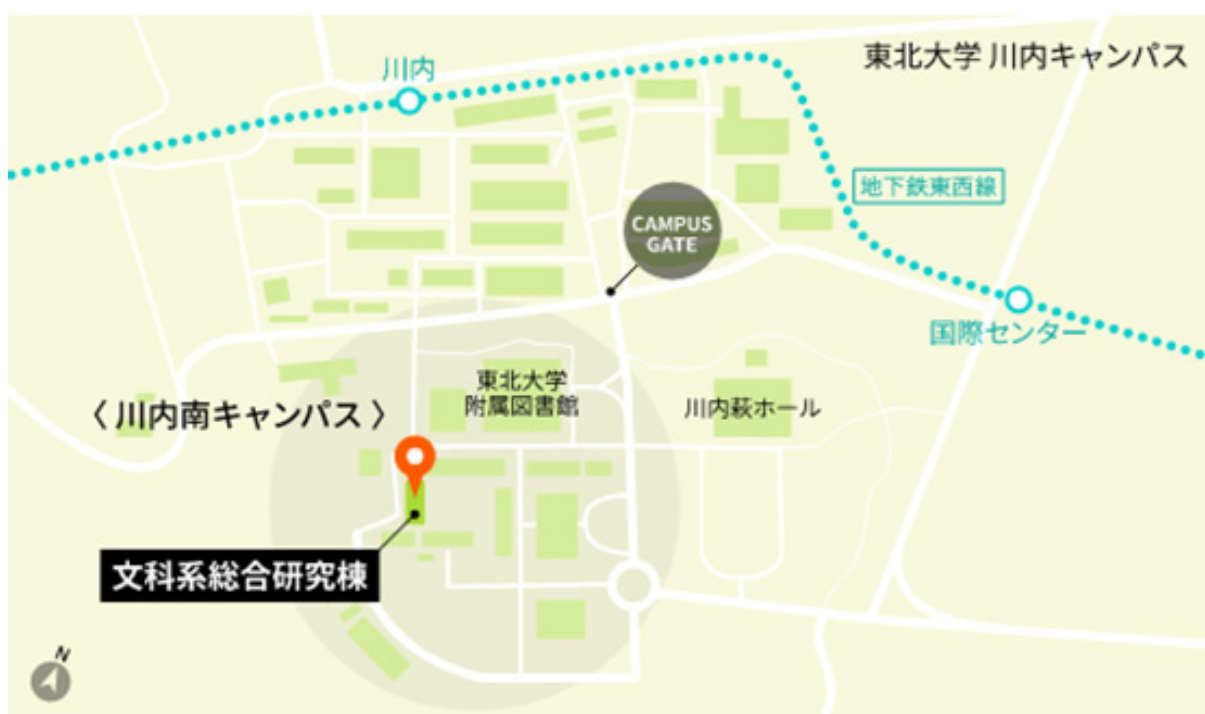 東北大学 川内キャンパス
川内
地下鉄東西線
CAMPUS
GATE
国際センター
東北大学
附属図書館
川内萩ホール
〈 川内南キャンパス 〉
文科系総合研究棟
N